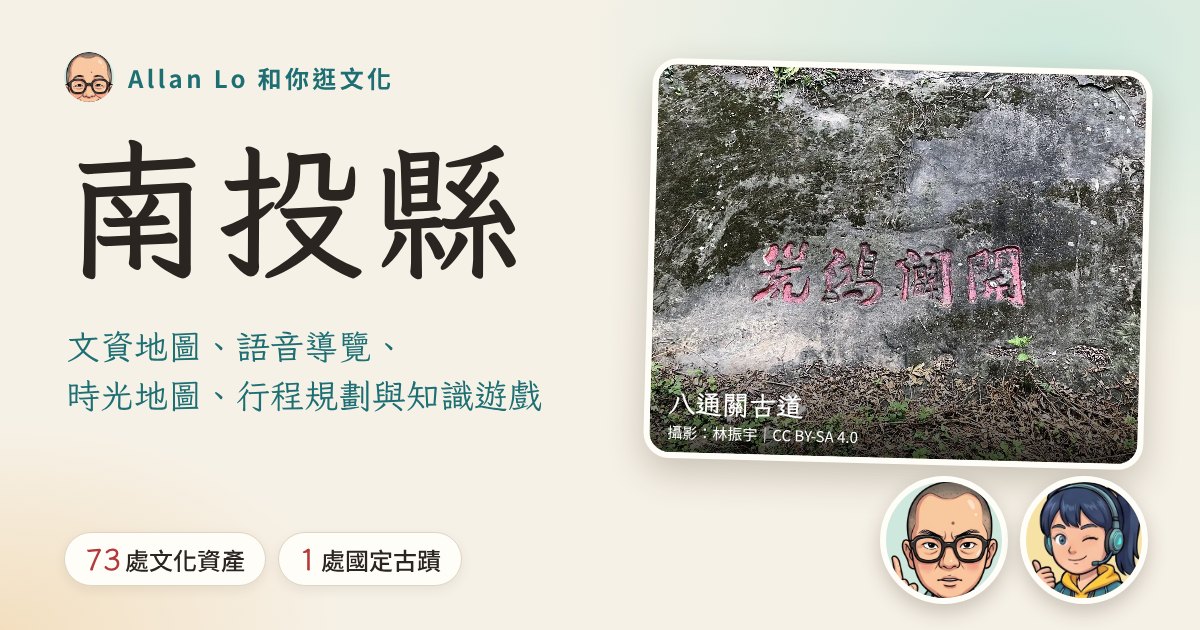 Allan Lo 和你逛文化
南投縣
文資地圖、語音導覽、
時光地圖、行程規劃與知識遊戲
73 處文化資產
1 處國定古蹟
開闢鴻荒
八通關古道
攝影：林振宇｜CC BY-SA 4.0